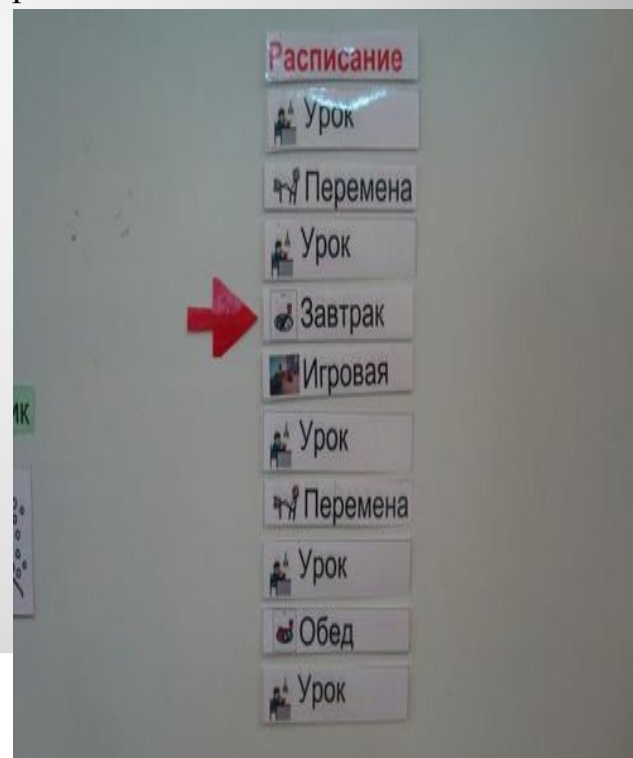 Расписание
Урок
Перемена
Урок
Завтрак
Игровая
Урок
Перемена
Урок
Обед
Урок